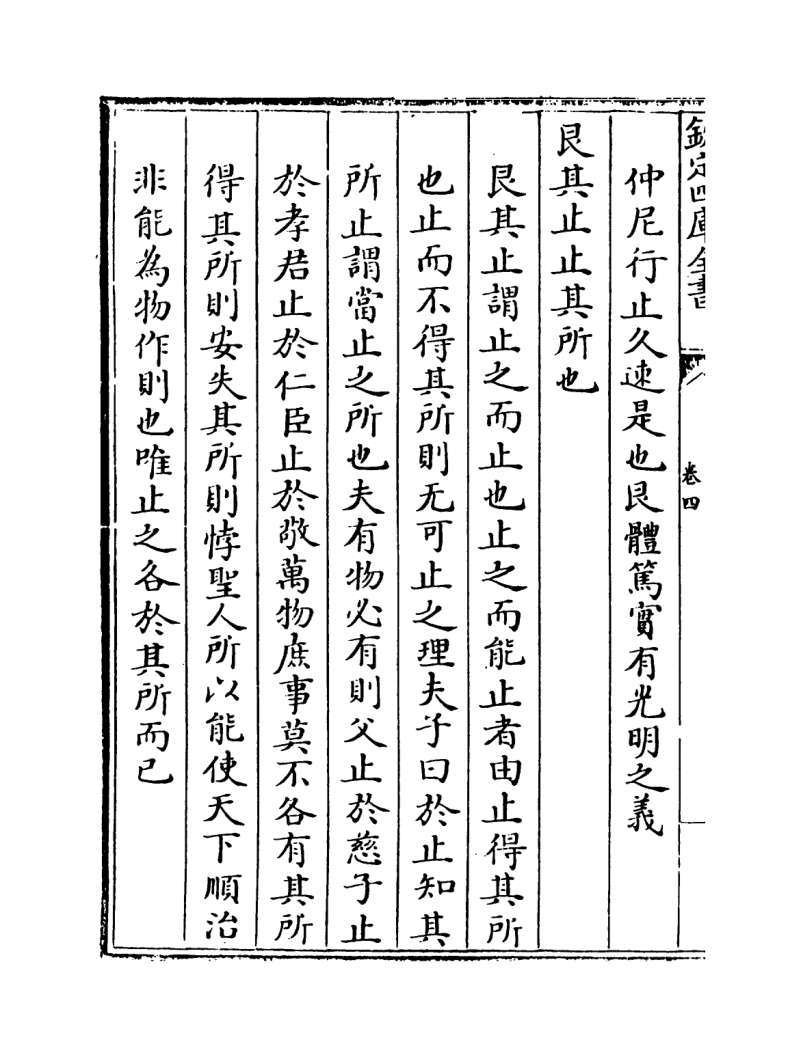 欽定四庫全書
卷四
仲尼行止久速是也艮體篤實有光明之義
艮其止止其所也
艮其止謂止之而止也止之而能止者由止得其所
也止而不得其所則无可止之理夫子曰於止知其
所止謂當止之所也夫有物必有則父止於慈子止
於孝君止於仁臣止於敬萬物庶事莫不各有其所
得其所則安失其所則悖聖人所以能使天下順治
非能為物作則也唯止之各於其所而已